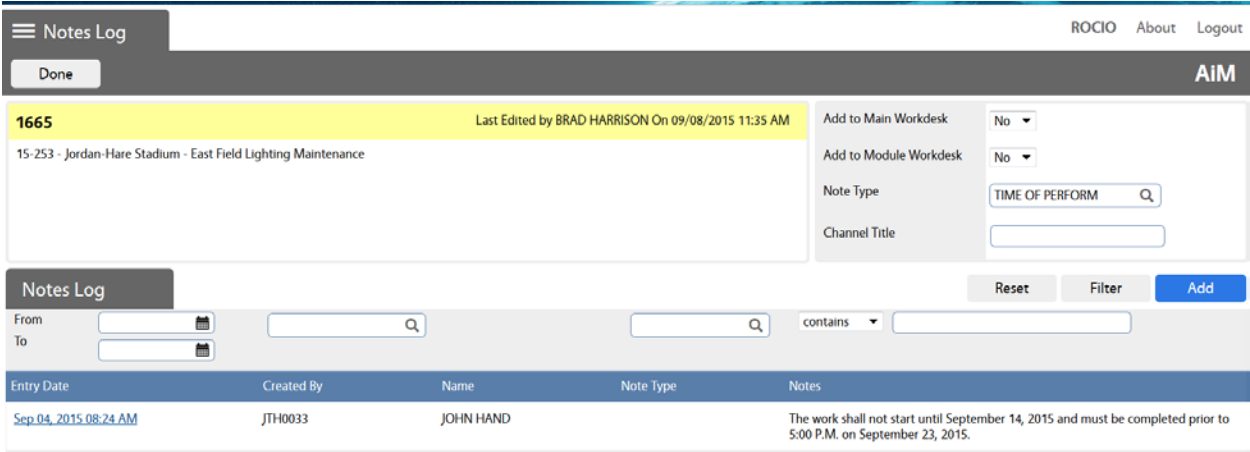 Notes Log
ROCIO About Logout
Done
AiM
1665
Last Edited by BRAD HARRISON On 09/08/2015 11:35 AM
15-253 - Jordan-Hare Stadium - East Field Lighting Maintenance
Add to Main Workdesk No
Add to Module Workdesk No
Note Type TIME OF PERFORM
Channel Title
Notes Log
Reset Filter Add
From
To
contains
Entry Date Created By Name Note Type Notes
Sep 04, 2015 08:24 AM JTH0033 JOHN HAND The work shall not start until September 14, 2015 and must be completed prior to
5:00 P.M. on September 23, 2015.